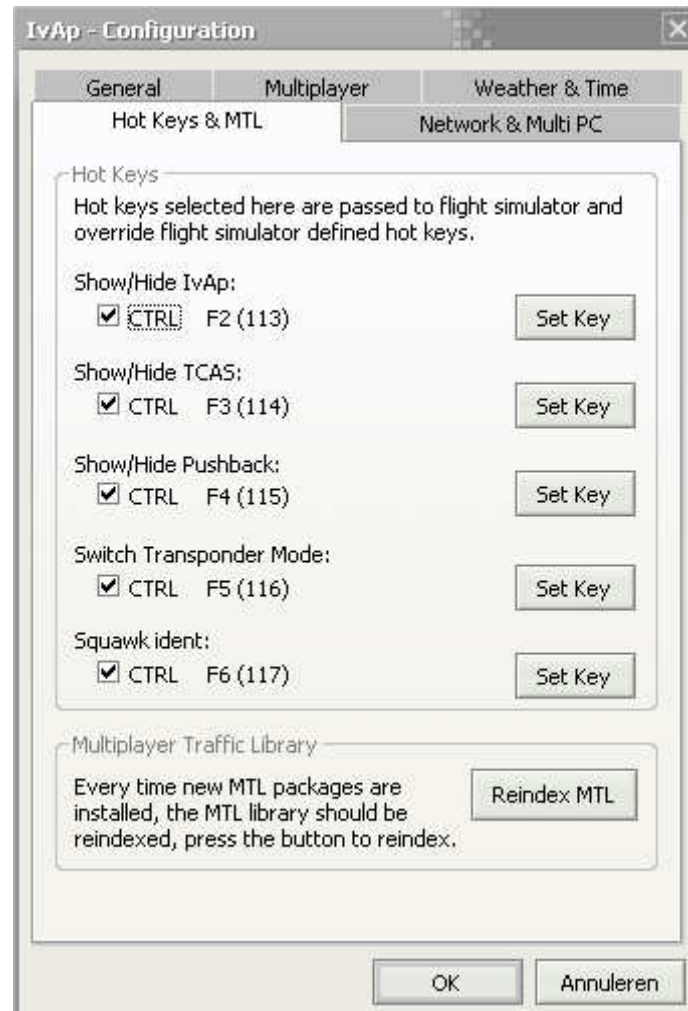 IvAp - Configuration
General Multiplayer Weather & Time
Hot Keys & MTL Network & Multi PC
Hot Keys
Hot keys selected here are passed to flight simulator and
override flight simulator defined hot keys.
Show/Hide IvAp:
CTRL F2 (113) Set Key
Show/Hide TCAS:
CTRL F3 (114) Set Key
Show/Hide Pushback:
CTRL F4 (115) Set Key
Switch Transponder Mode:
CTRL F5 (116) Set Key
Squawk ident:
CTRL F6 (117) Set Key
Multiplayer Traffic Library
Every time new MTL packages are
installed, the MTL library should be
reindexed, press the button to reindex.
Reindex MTL
OK Annuleren